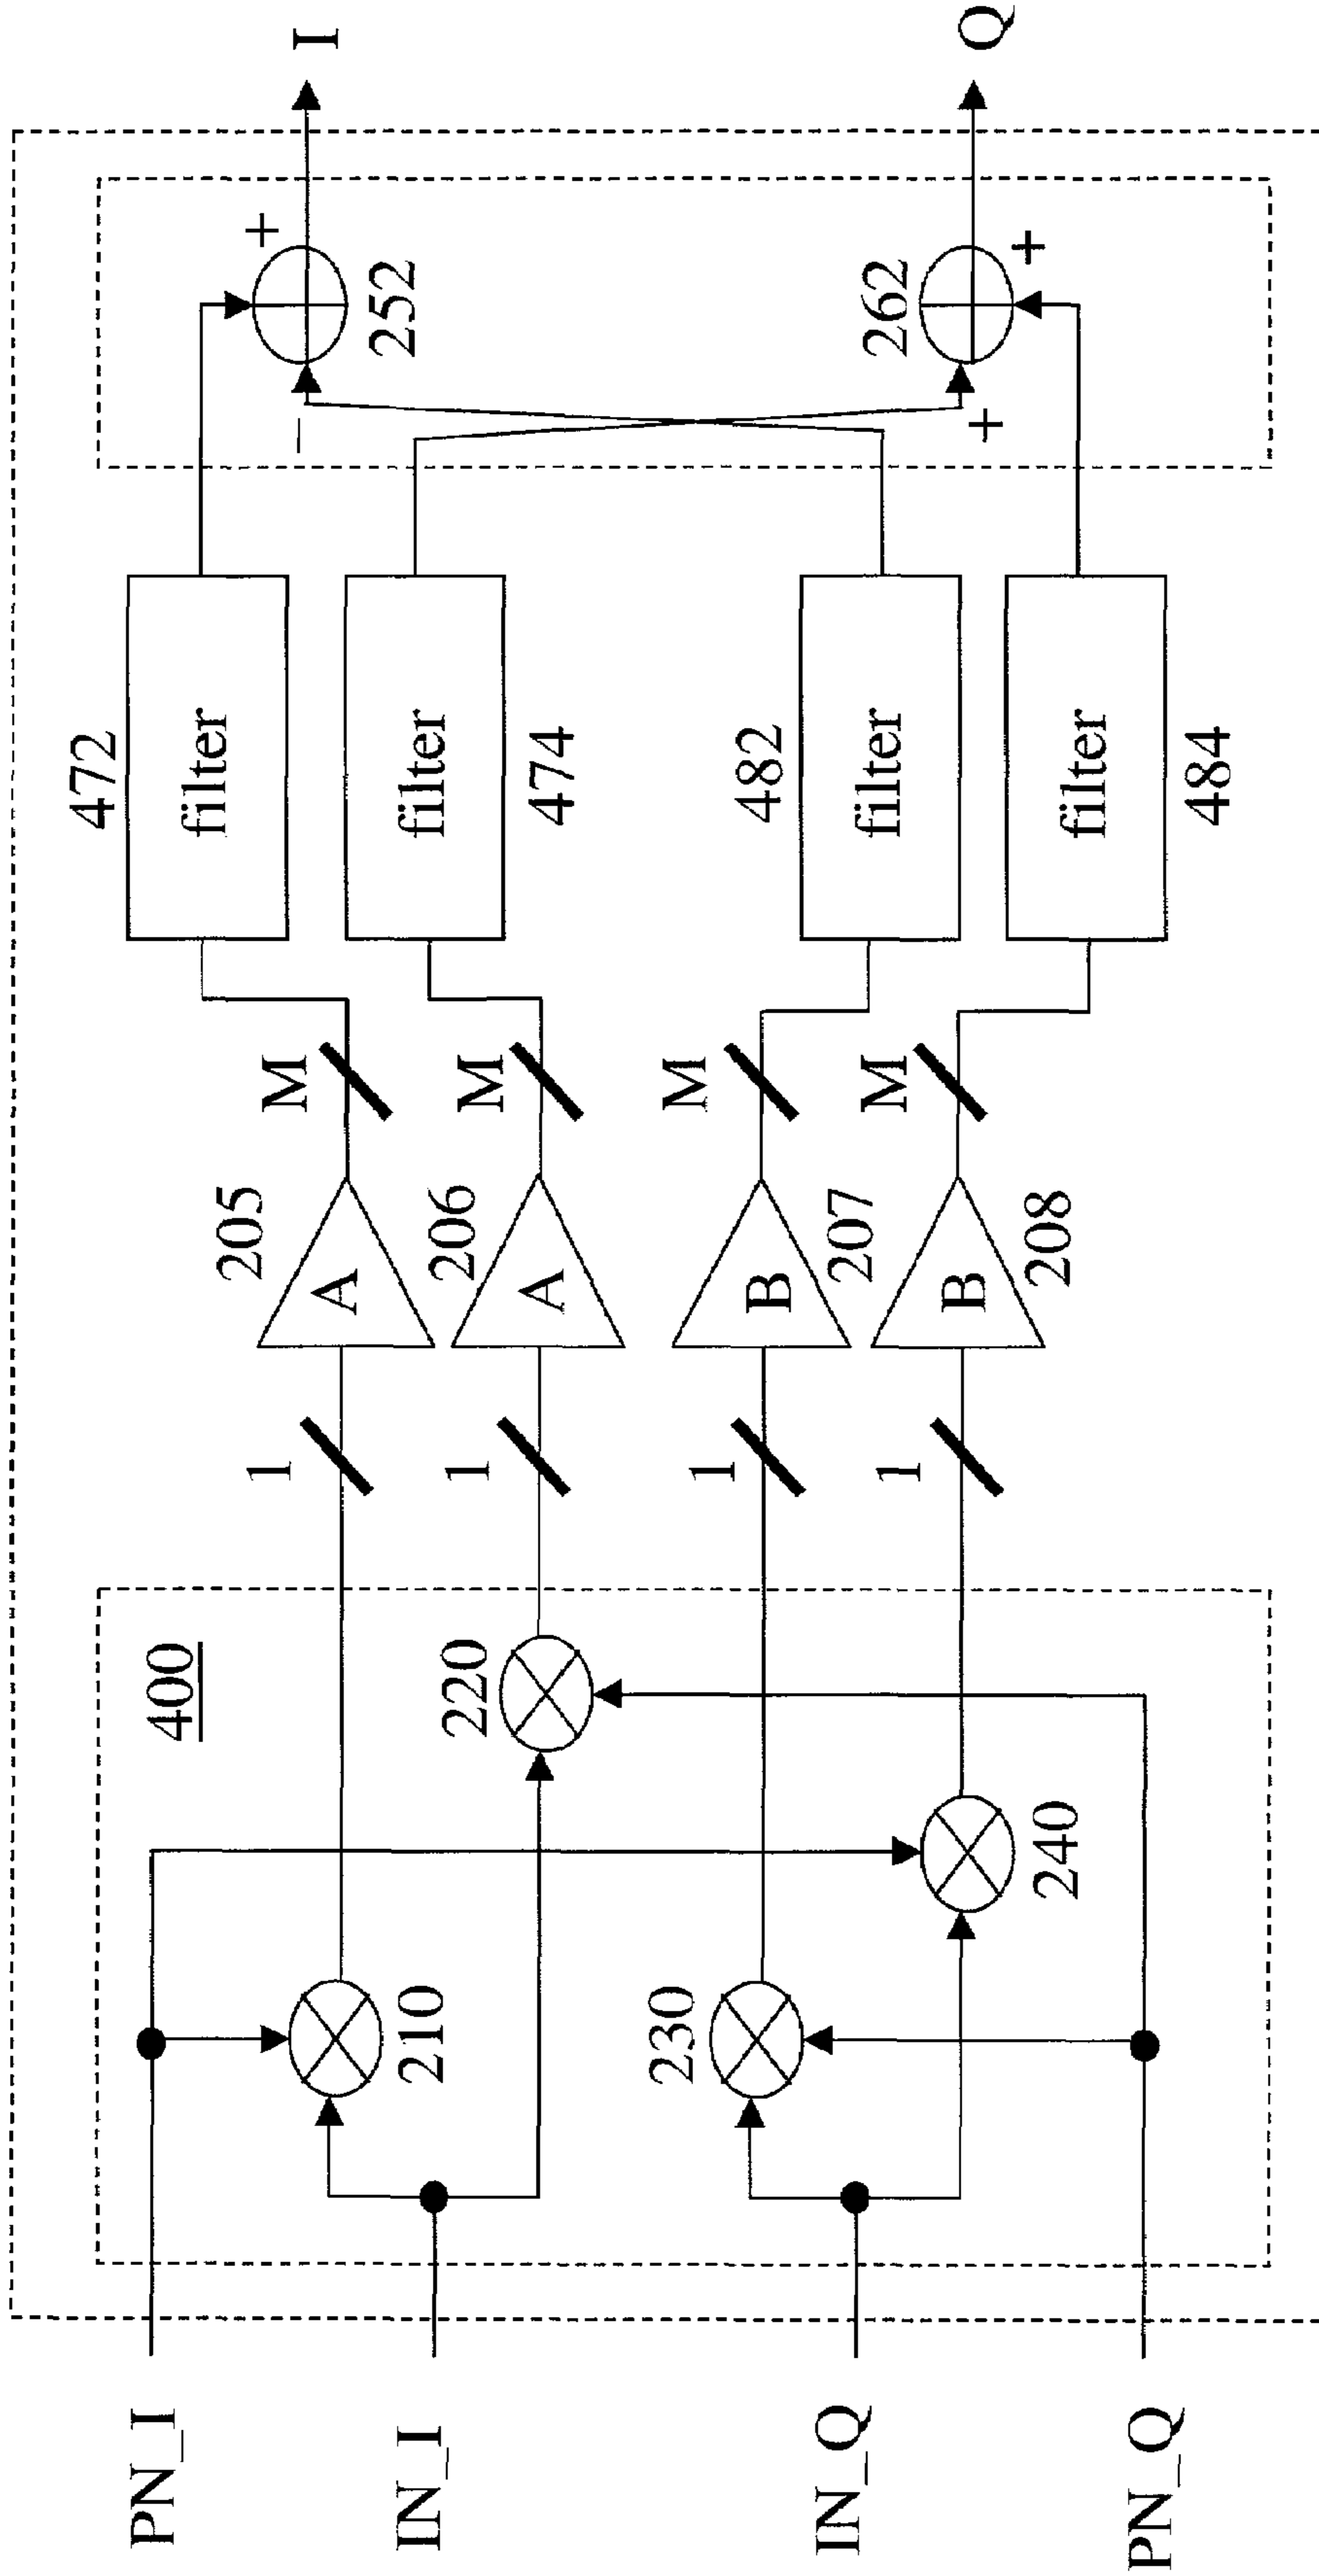 PN_I
IN_I
IN_Q
PN_Q
400
210
220
230
240
1
1
1
1
A
205
A
206
B
207
B
208
M
M
M
M
472
filter
filter
474
482
filter
filter
484
+
−
252
262
+
+
I
Q